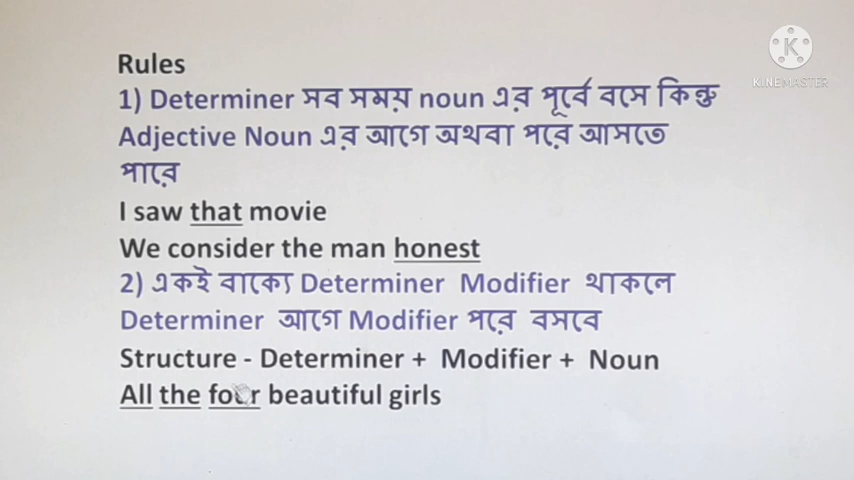 K
KINEMASTER
Rules
1) Determiner সব সময় noun এর পূর্বে বসে কিন্তু
Adjective Noun এর আগে অথবা পরে আসতে
পারে
I saw that movie
We consider the man honest
2) একই বাক্যে Determiner Modifier থাকলে
Determiner আগে Modifier পরে বসবে
Structure - Determiner + Modifier + Noun
All the four beautiful girls